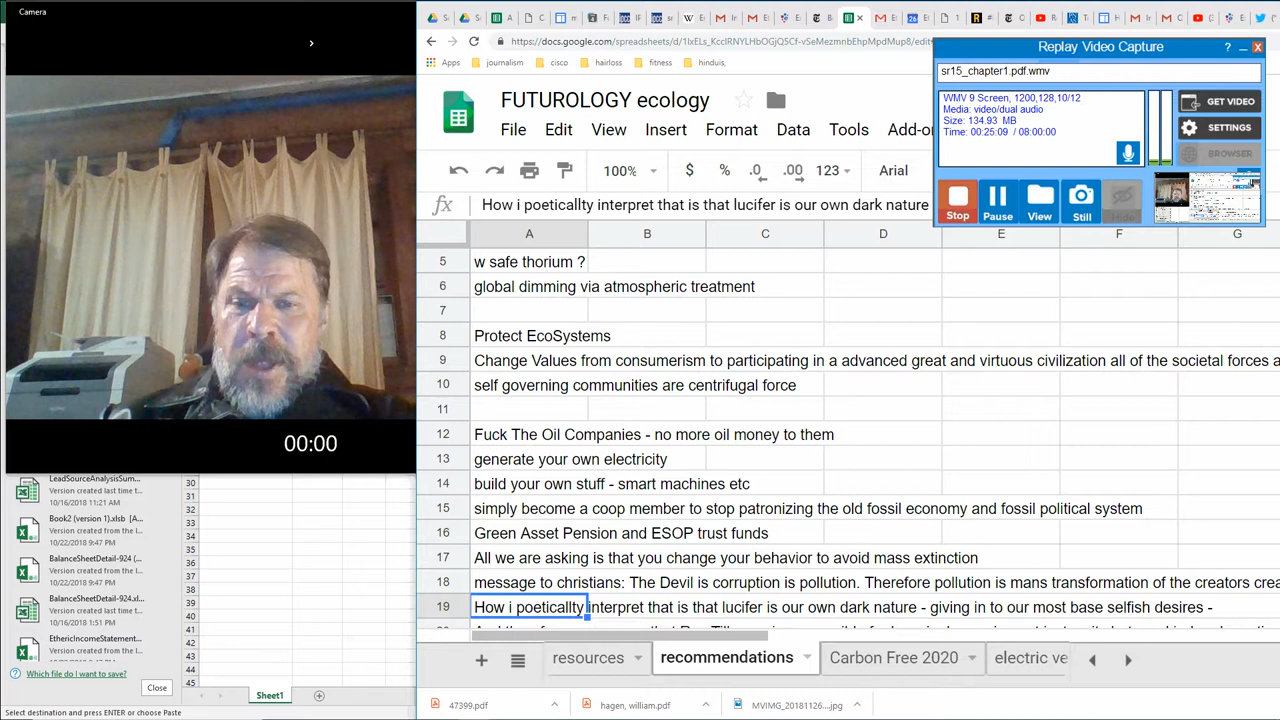 Camera
00:00
LeadSourceAnalysisSum...
Version created last time t...
10/16/2018 11:21 AM
Book2 (version 1).xlsb [A...
Version created from the l...
10/22/2018 9:47 PM
BalanceSheetDetail-924 (...
Version created from the l...
10/22/2018 9:47 PM
BalanceSheetDetail-924.xl...
Version created last time t...
10/22/2018 9:47 PM
EthericIncomeStatement...
Version created from the l...
Which file do I want to save?
Close
Select destination and press ENTER or choose Paste
30
31
32
33
34
35
36
37
38
39
40
41
42
43
44
45
Sheet1
https://docs.google.com/spreadsheets/d/1lxELs_KcclRNYLHbOGjQ5Cf-vSeMezmnbEhpMpdMup8/edit
Apps journalism cisco hairloss fitness hinduis,
Replay Video Capture
sr15_chapter1.pdf.wmv
WMV 9 Screen, 1200,128,10/12
Media: video/dual audio
Size: 134.93 MB
Time: 00:25:09 / 08:00:00
GET VIDEO
SETTINGS
BROWSER
Stop Pause View Still Hide
FUTUROLOGY ecology
File Edit View Insert Format Data Tools Add-o
100% $ % .0 .00 123 Arial
fx How i poeticallty interpret that is that lucifer is our own dark nature
A B C D E F G
5 w safe thorium ?
6 global dimming via atmospheric treatment
7
8 Protect EcoSystems
9 Change Values from consumerism to participating in a advanced great and virtuous civilization all of the societal forces a
10 self governing communities are centrifugal force
11
12 Fuck The Oil Companies - no more oil money to them
13 generate your own electricity
14 build your own stuff - smart machines etc
15 simply become a coop member to stop patronizing the old fossil economy and fossil political system
16 Green Asset Pension and ESOP trust funds
17 All we are asking is that you change your behavior to avoid mass extinction
18 message to christians: The Devil is corruption is pollution. Therefore pollution is mans transformation of the creators crea
19 How i poeticallty interpret that is that lucifer is our own dark nature - giving in to our most base selfish desires -
resources recommendations Carbon Free 2020 electric ve
47399.pdf hagen, william.pdf MVIMG_20181126....jpg